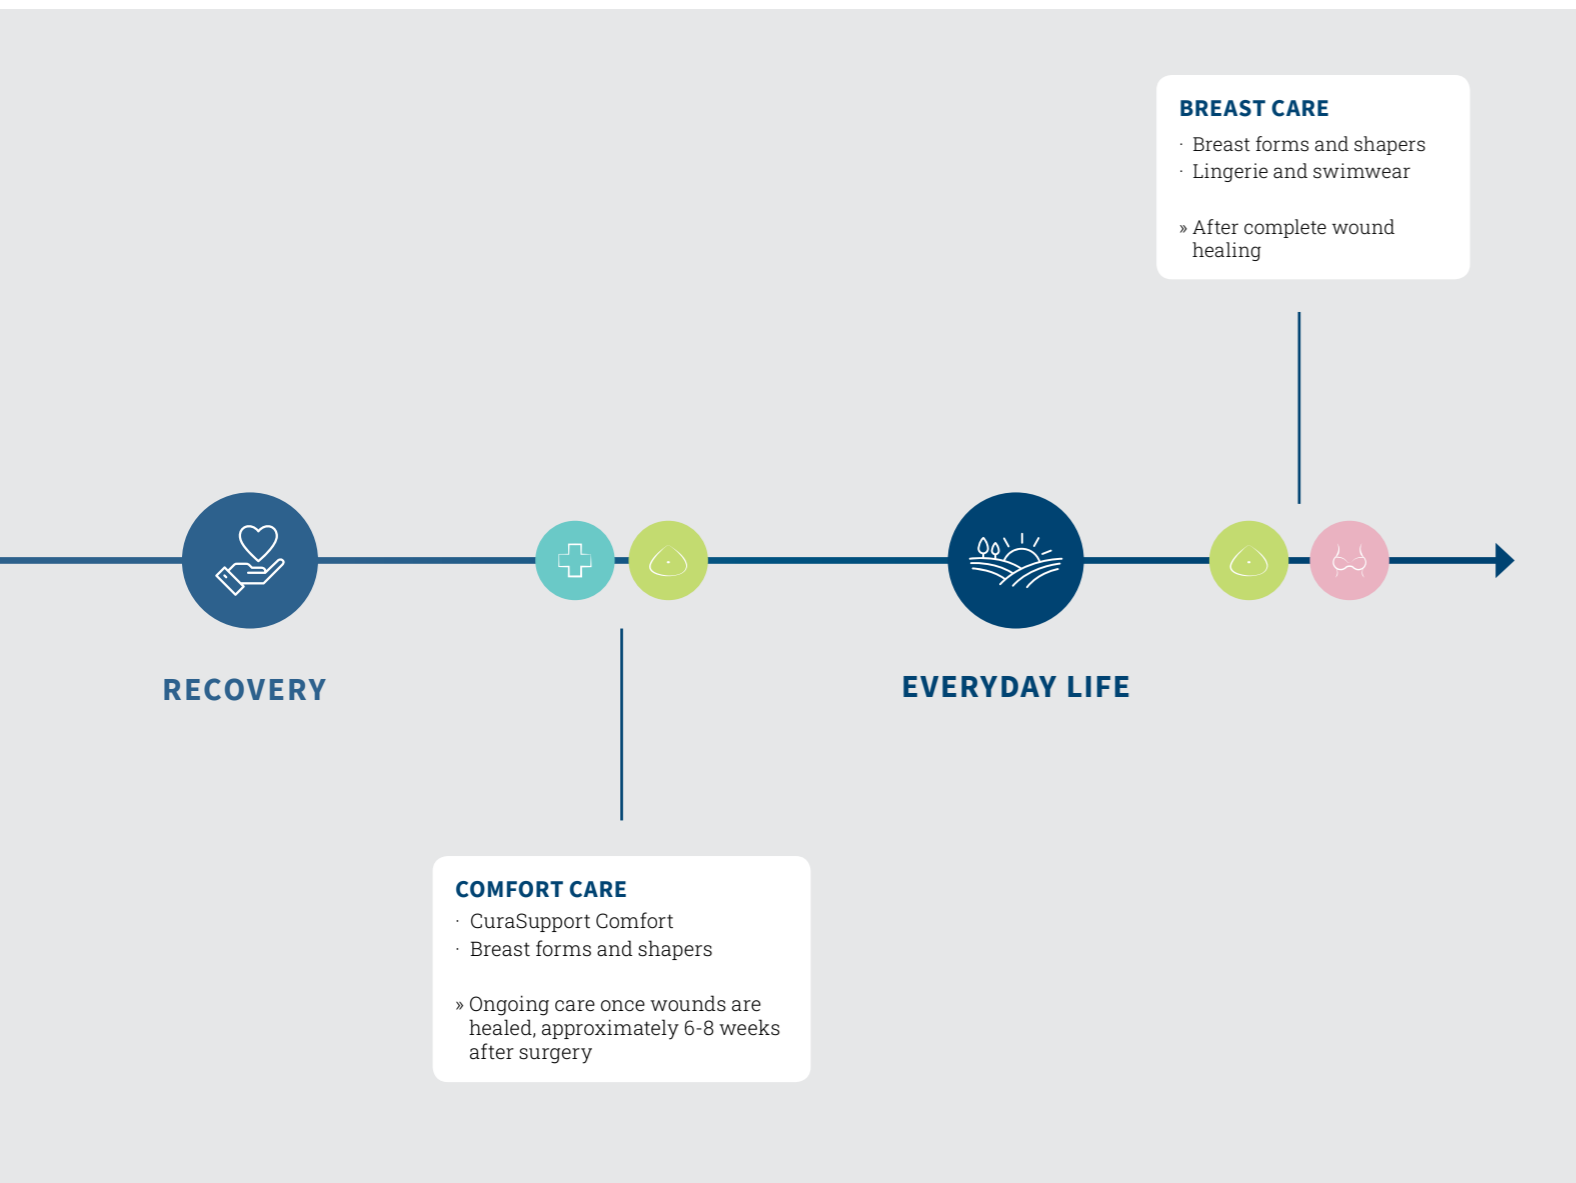 BREAST CARE
· Breast forms and shapers
· Lingerie and swimwear
» After complete wound
healing
RECOVERY
EVERYDAY LIFE
COMFORT CARE
· CuraSupport Comfort
· Breast forms and shapers
» Ongoing care once wounds are
healed, approximately 6-8 weeks
after surgery